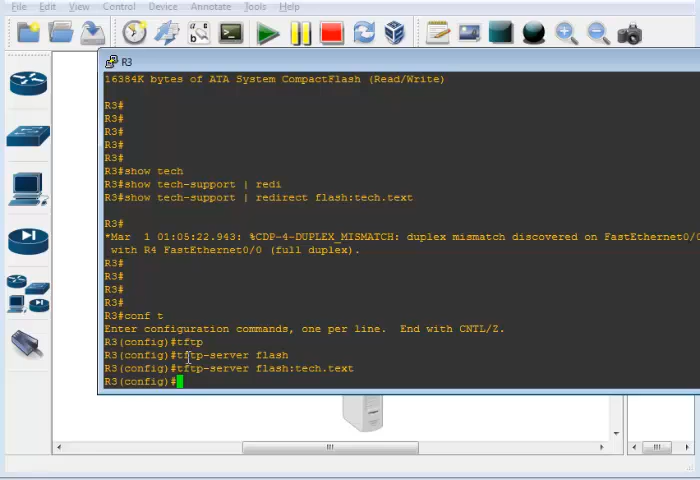 File Edit View Control Device Annotate Tools Help
R3
16384K bytes of ATA System CompactFlash (Read/Write)
R3#
R3#
R3#
R3#
R3#
R3#show tech
R3#show tech-support | redi
R3#show tech-support | redirect flash:tech.text
R3#
*Mar  1 01:05:22.943: %CDP-4-DUPLEX_MISMATCH: duplex mismatch discovered on FastEthernet0/0
 with R4 FastEthernet0/0 (full duplex).
R3#
R3#
R3#
R3#
R3#conf t
Enter configuration commands, one per line.  End with CNTL/Z.
R3(config)#tftp
R3(config)#tftp-server flash
R3(config)#tftp-server flash:tech.text
R3(config)#